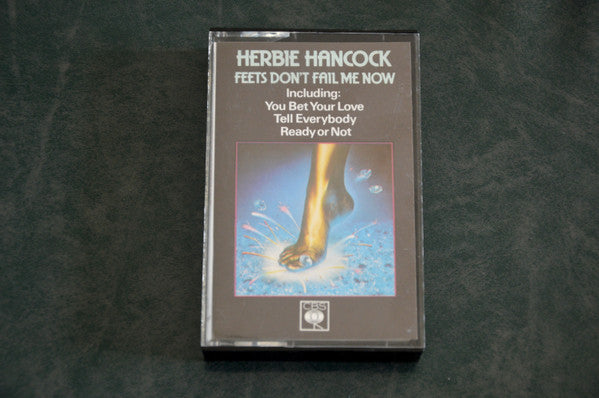 HERBIE HANCOCK
FEETS DON'T FAIL ME NOW
Including:
You Bet Your Love
Tell Everybody
Ready or Not
CBS